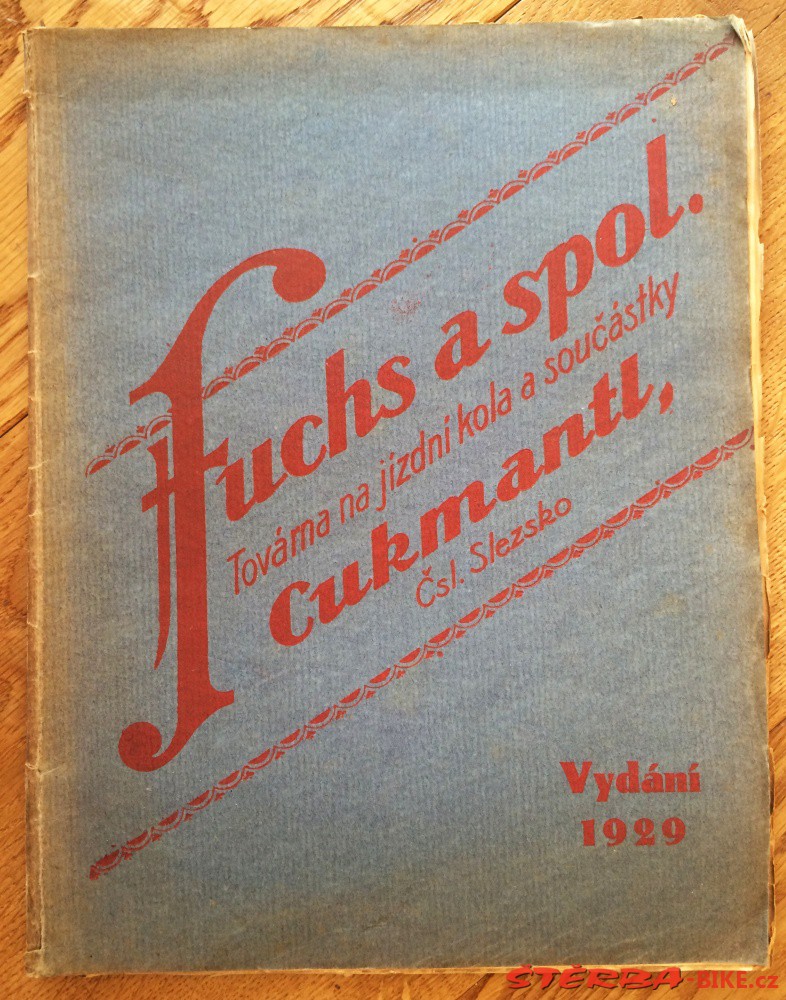 fuchs a spol.
Továrna na jízdní kola a součástky
Cukmantl,
Čsl. Slezsko
Vydání
1929
ŠTĚRBA-BIKE.cz